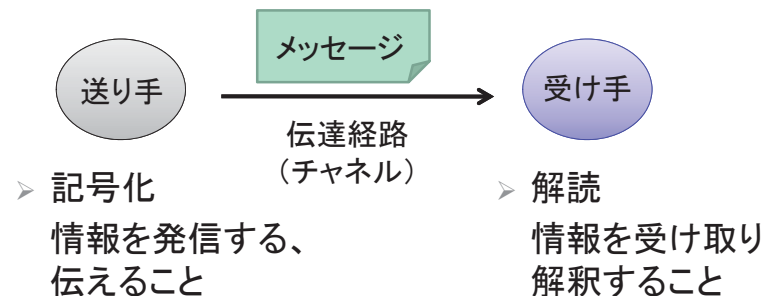 メッセージ
送り手
受け手
伝達経路
（チャネル）
➢ 記号化
情報を発信する、
伝えること
➢ 解読
情報を受け取り
解釈すること